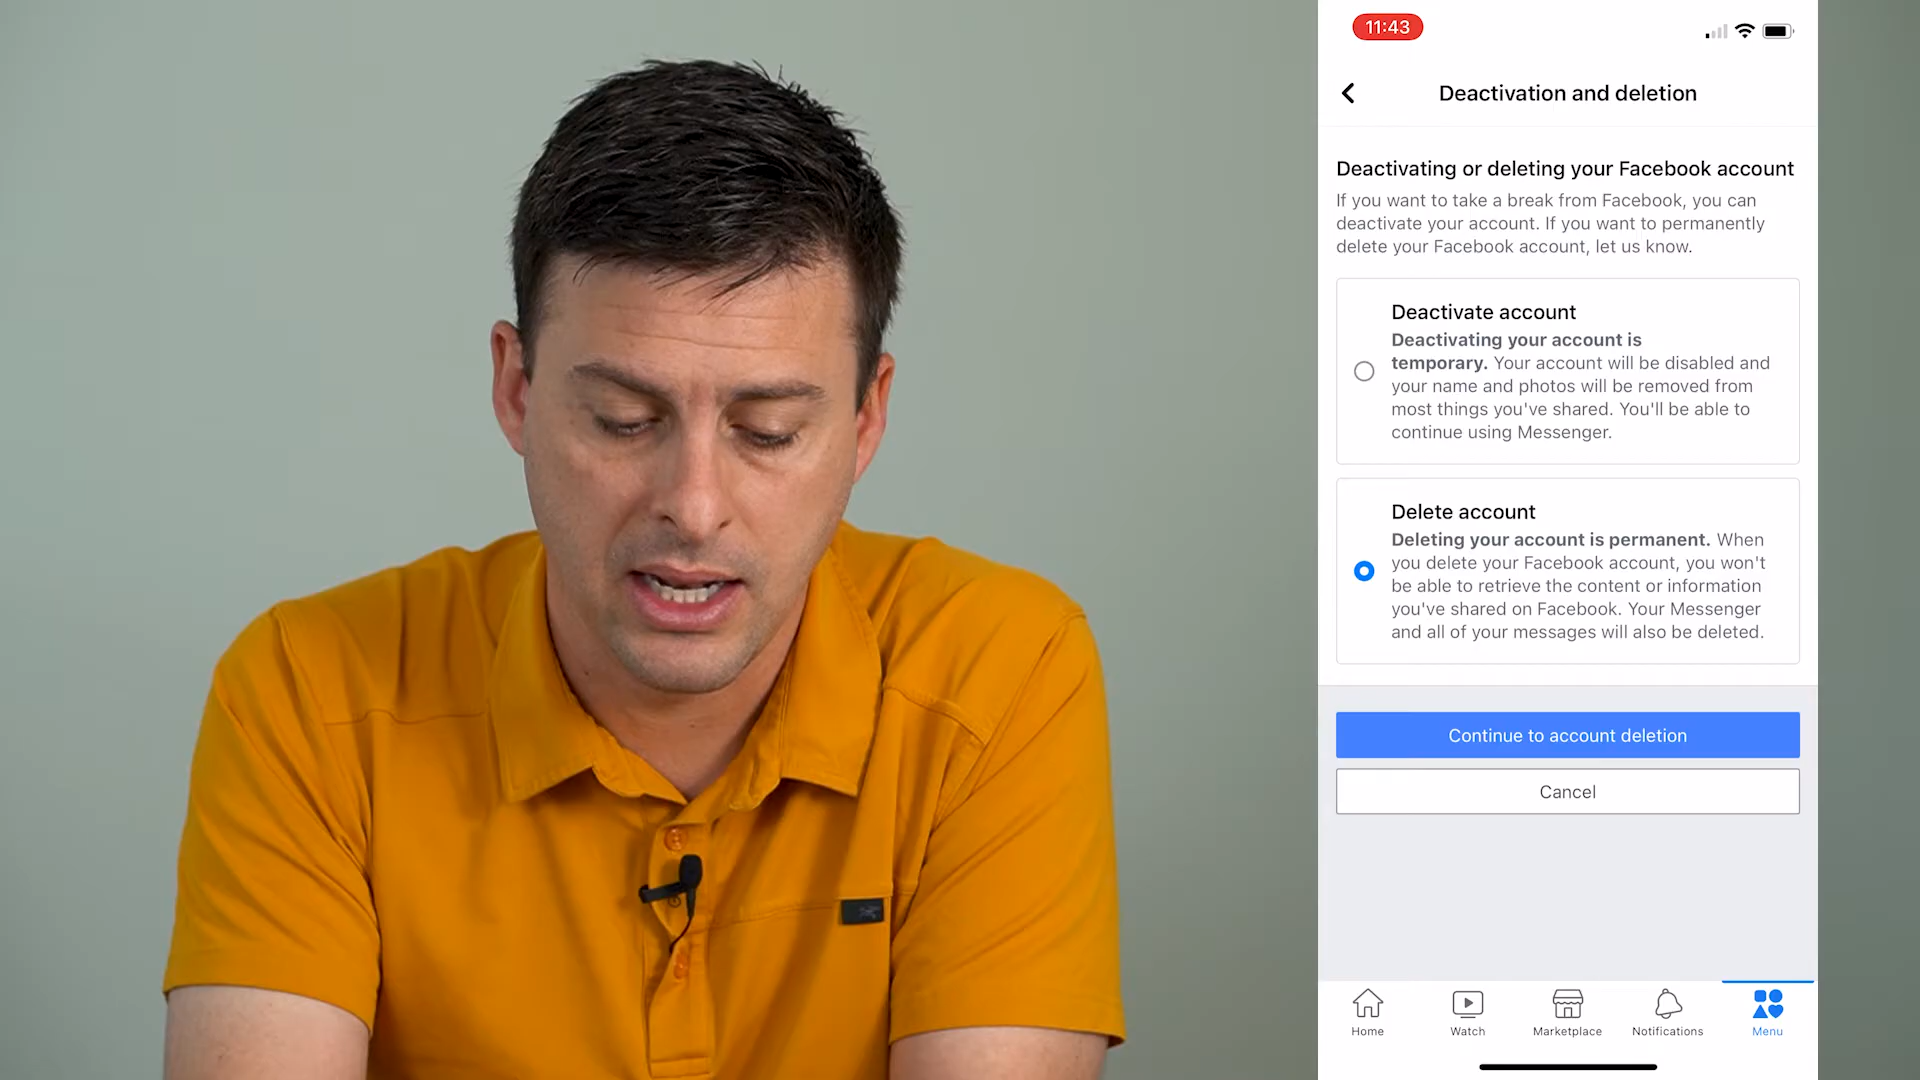 11:43
Deactivation and deletion
Deactivating or deleting your Facebook account
If you want to take a break from Facebook, you can
deactivate your account. If you want to permanently
delete your Facebook account, let us know.
Deactivate account
Deactivating your account is
temporary. Your account will be disabled and
your name and photos will be removed from
most things you've shared. You'll be able to
continue using Messenger.
Delete account
Deleting your account is permanent. When
you delete your Facebook account, you won't
be able to retrieve the content or information
you've shared on Facebook. Your Messenger
and all of your messages will also be deleted.
Continue to account deletion
Cancel
Home
Watch
Marketplace
Notifications
Menu